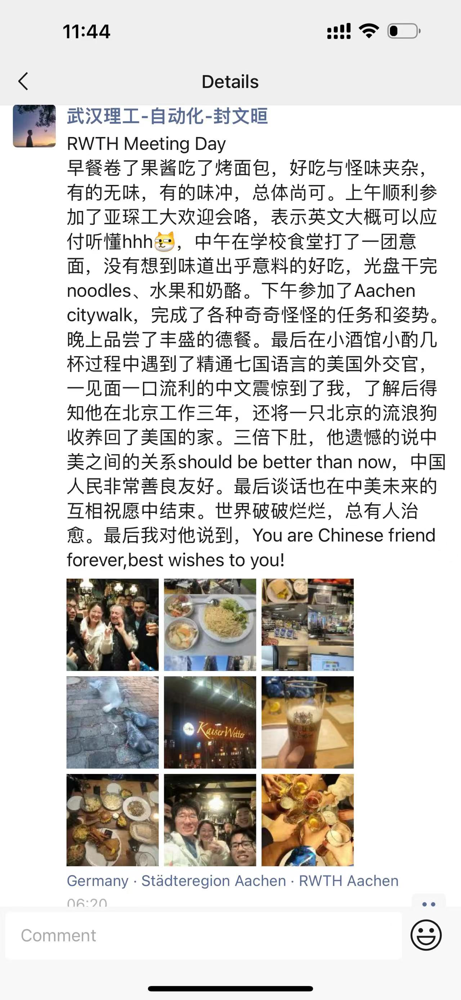 11:44
Details
武汉理工-自动化-封文晅
RWTH Meeting Day
早餐卷了果酱吃了烤面包，好吃与怪味夹杂，
有的无味，有的味冲，总体尚可。上午顺利参
加了亚琛工大欢迎会咯，表示英文大概可以应
付听懂hhh，中午在学校食堂打了一团意
面，没有想到味道出乎意料的好吃，光盘干完
noodles、水果和奶酪。下午参加了Aachen
citywalk，完成了各种奇奇怪怪的任务和姿势。
晚上品尝了丰盛的德餐。最后在小酒馆小酌几
杯过程中遇到了精通七国语言的美国外交官，
一见面一口流利的中文震惊到了我，了解后得
知他在北京工作三年，还将一只北京的流浪狗
收养回了美国的家。三倍下肚，他遗憾的说中
美之间的关系should be better than now，中国
人民非常善良友好。最后谈话也在中美未来的
互相祝愿中结束。世界破破烂烂，总有人治
愈。最后我对他说到，You are Chinese friend
forever,best wishes to you!
KaiserWetter
Germany · Städteregion Aachen · RWTH Aachen
06:20
Comment